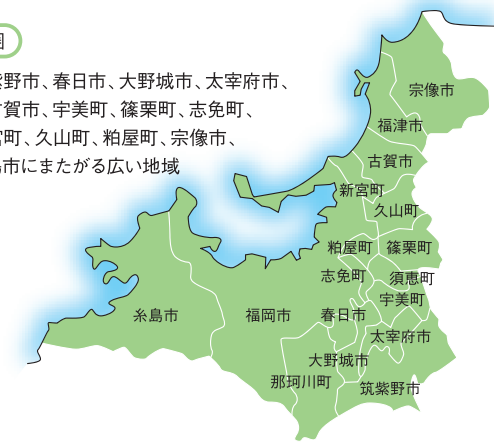 圏
紫野市、春日市、大野城市、太宰府市、
古賀市、宇美町、篠栗町、志免町、
宮町、久山町、粕屋町、宗像市、
島市にまたがる広い地域
宗像市
福津市
古賀市
新宮町
久山町
粕屋町
篠栗町
志免町
須恵町
宇美町
糸島市
福岡市
春日市
太宰府市
大野城市
那珂川町
筑紫野市